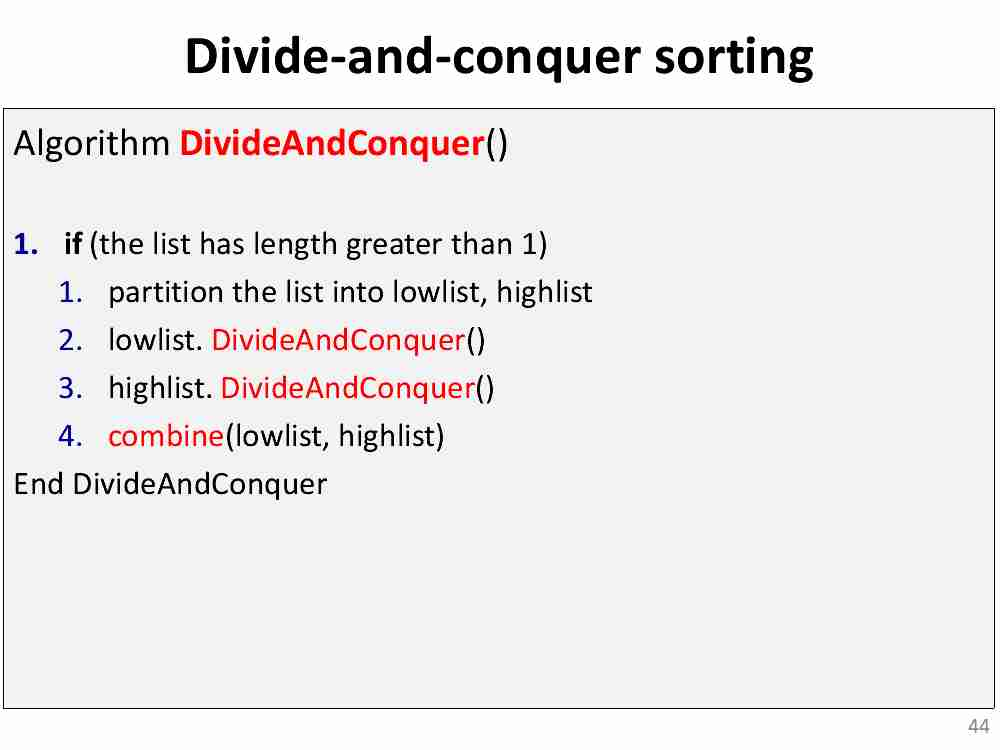 Divide-and-conquer sorting
Algorithm DivideAndConquer()
1. if (the list has length greater than 1)
1. partition the list into lowlist, highlist
2. lowlist. DivideAndConquer()
3. highlist. DivideAndConquer()
4. combine(lowlist, highlist)
End DivideAndConquer
44